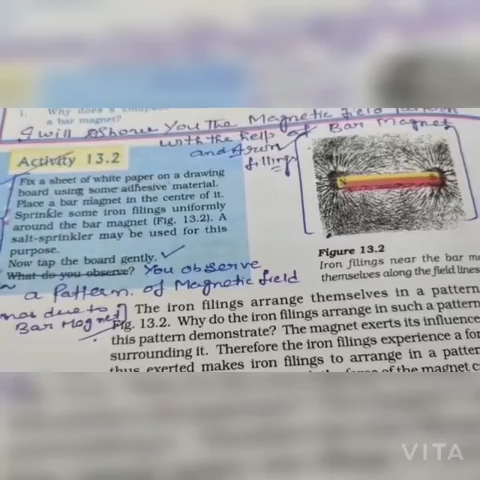 1. Why does a
a bar magnet?
I will show You The Magnetic field
with the help of Bar Magnet
and
fillings
Activity 13.2
Fix a sheet of white paper on a drawing
board using some adhesive material.
Place a bar magnet in the centre of it.
Sprinkle some iron filings uniformly
around the bar magnet (Fig. 13.2). A
salt-sprinkler may be used for this
purpose.
Now tap the board gently.
What do you observe? You observe
a Pattern of Magnetic field
due to
Bar Magnet
N
Figure 13.2
Iron filings near the bar
themselves along the field lines
The iron filings arrange themselves in a pattern
Fig. 13.2. Why do the iron filings arrange in such a pattern
this pattern demonstrate? The magnet exerts its influence
surrounding it. Therefore the iron filings experience a
thus exerted makes iron filings to arrange in a
of the magnet
VITA